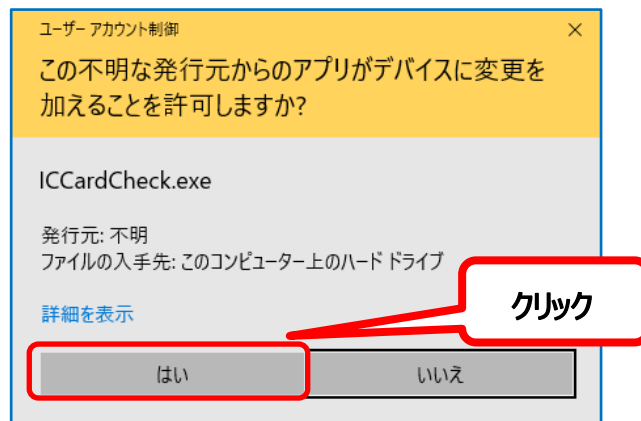 ユーザー アカウント制御
×
この不明な発行元からのアプリがデバイスに変更を
加えることを許可しますか?
ICCardCheck.exe
発行元: 不明
ファイルの入手先: このコンピューター上のハード ドライブ
詳細を表示
クリック
はい
いいえ